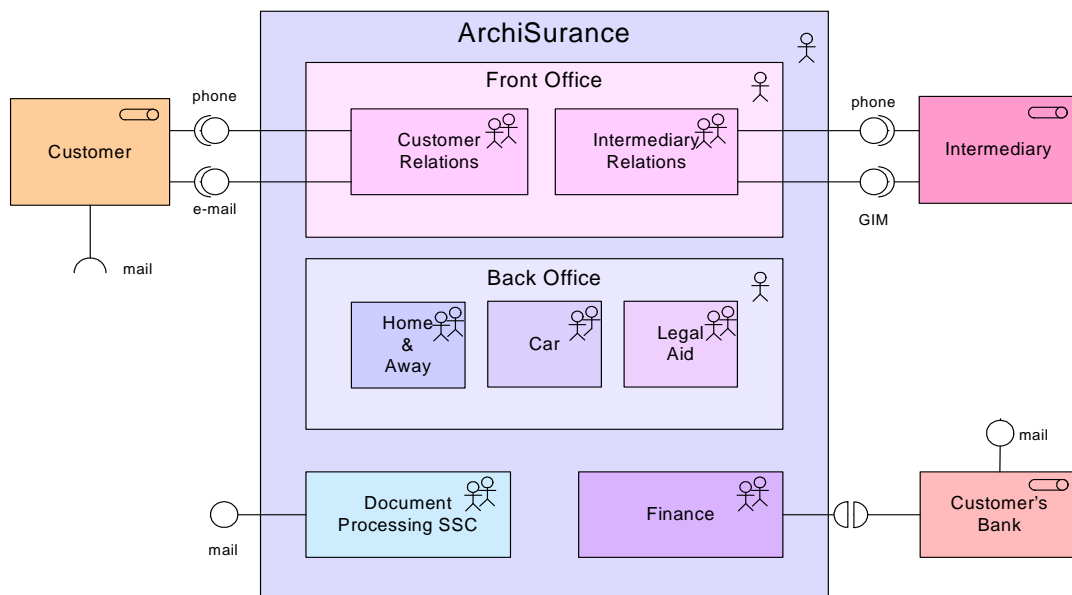 ArchiSurance
Front Office
phone
phone
Customer
Customer
Relations
Intermediary
Relations
Intermediary
e-mail
GIM
mail
Back Office
Home
&
Away
Car
Legal
Aid
mail
Document
Processing SSC
Finance
Customer's
Bank
mail